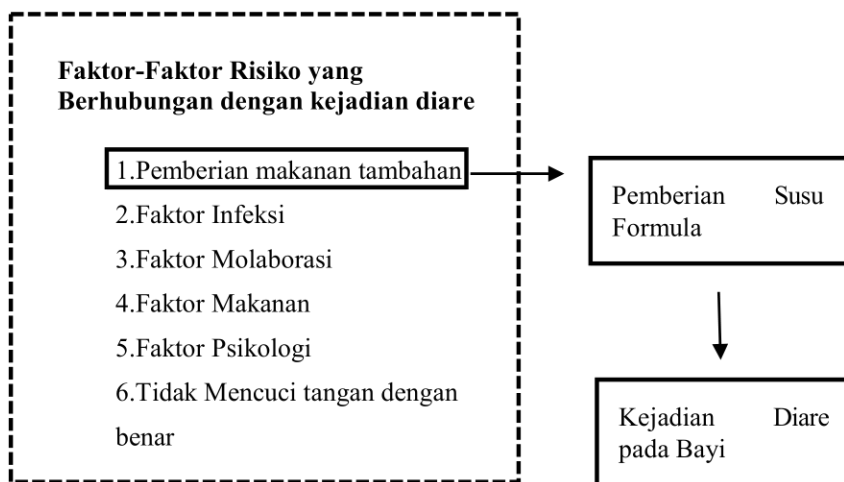 Faktor-Faktor Risiko yang
Berhubungan dengan kejadian diare
1.Pemberian makanan tambahan
2.Faktor Infeksi
3.Faktor Molaborasi
4.Faktor Makanan
5.Faktor Psikologi
6.Tidak Mencuci tangan dengan
benar
Pemberian Susu
Formula
Kejadian Diare
pada Bayi